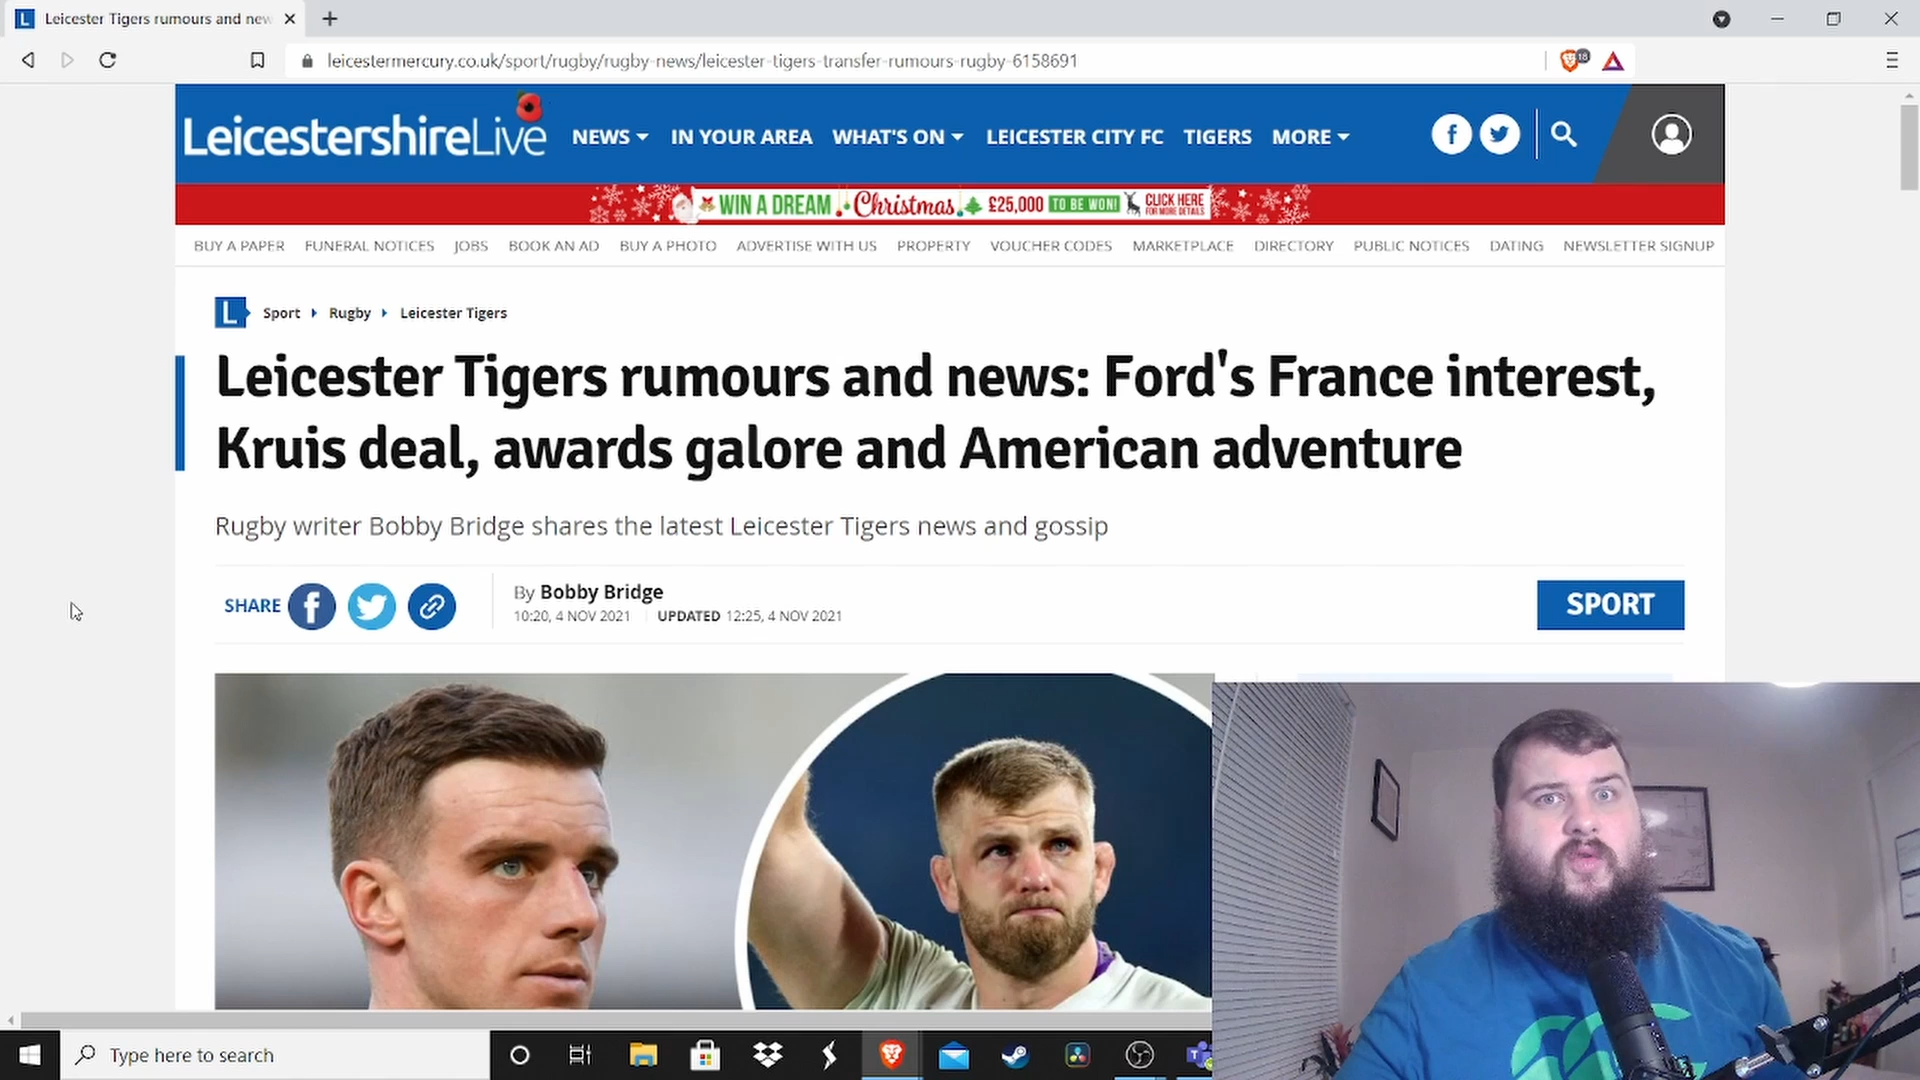 Leicester Tigers rumours and new
leicestermercury.co.uk/sport/rugby/rugby-news/leicester-tigers-transfer-rumours-rugby-6158691
18
LeicestershireLive
NEWS IN YOUR AREA WHAT'S ON LEICESTER CITY FC TIGERS MORE
WIN A DREAM Christmas £25,000 TO BE WON! CLICK HERE
FOR MORE DETAILS
BUY A PAPER FUNERAL NOTICES JOBS BOOK AN AD BUY A PHOTO ADVERTISE WITH US PROPERTY VOUCHER CODES MARKETPLACE DIRECTORY PUBLIC NOTICES DATING NEWSLETTER SIGNUP
L Sport Rugby Leicester Tigers
Leicester Tigers rumours and news: Ford's France interest,
Kruis deal, awards galore and American adventure
Rugby writer Bobby Bridge shares the latest Leicester Tigers news and gossip
SHARE
By Bobby Bridge
10:20, 4 NOV 2021 UPDATED 12:25, 4 NOV 2021
SPORT
Type here to search